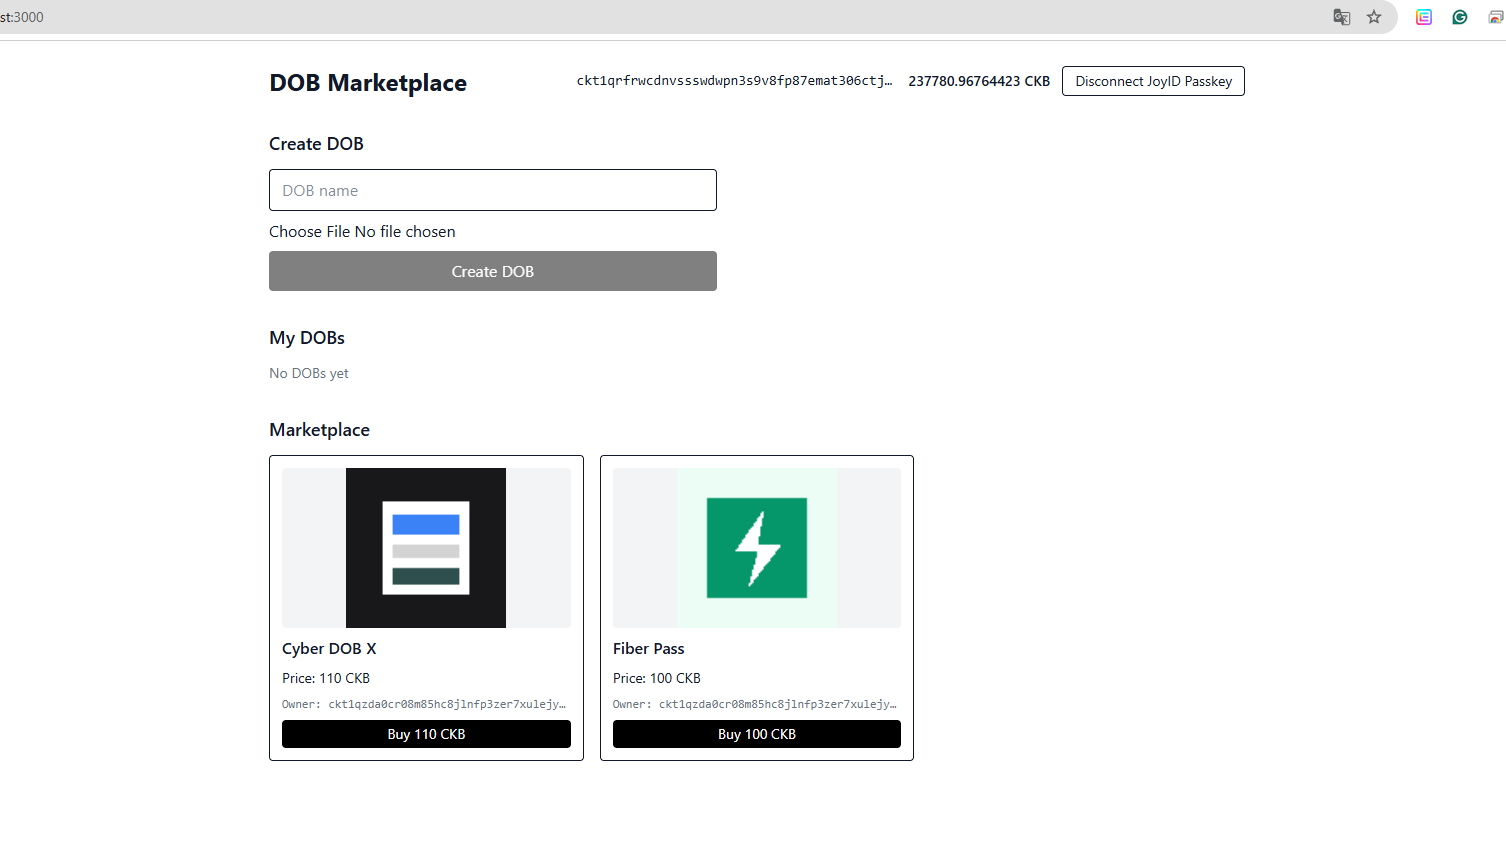 st:3000
DOB Marketplace
ckt1qrfrwcdnvssswdwpn3s9v8fp87emat306ctj…
237780.96764423 CKB
Disconnect JoyID Passkey
Create DOB
DOB name
Choose File No file chosen
Create DOB
My DOBs
No DOBs yet
Marketplace
Cyber DOB X
Price: 110 CKB
Owner: ckt1qzda0cr08m85hc8jlnfp3zer7xulejy…
Buy 110 CKB
Fiber Pass
Price: 100 CKB
Owner: ckt1qzda0cr08m85hc8jlnfp3zer7xulejy…
Buy 100 CKB